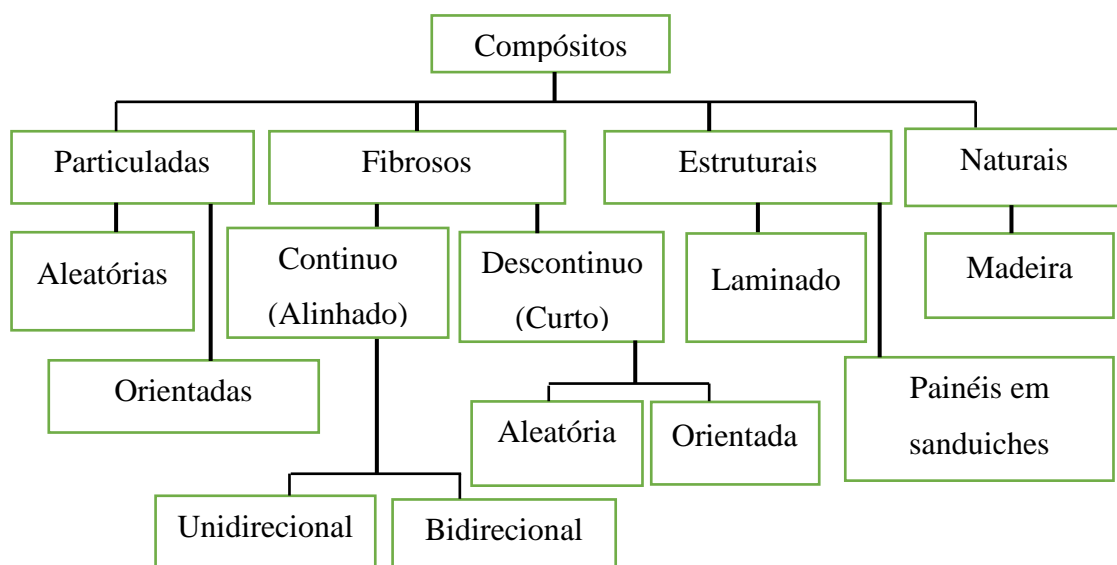 Compósitos
Particuladas
Fibrosos
Estruturais
Naturais
Aleatórias
Continuo
(Alinhado)
Descontinuo
(Curto)
Laminado
Madeira
Orientadas
Aleatória
Orientada
Painéis em
sanduiches
Unidirecional
Bidirecional